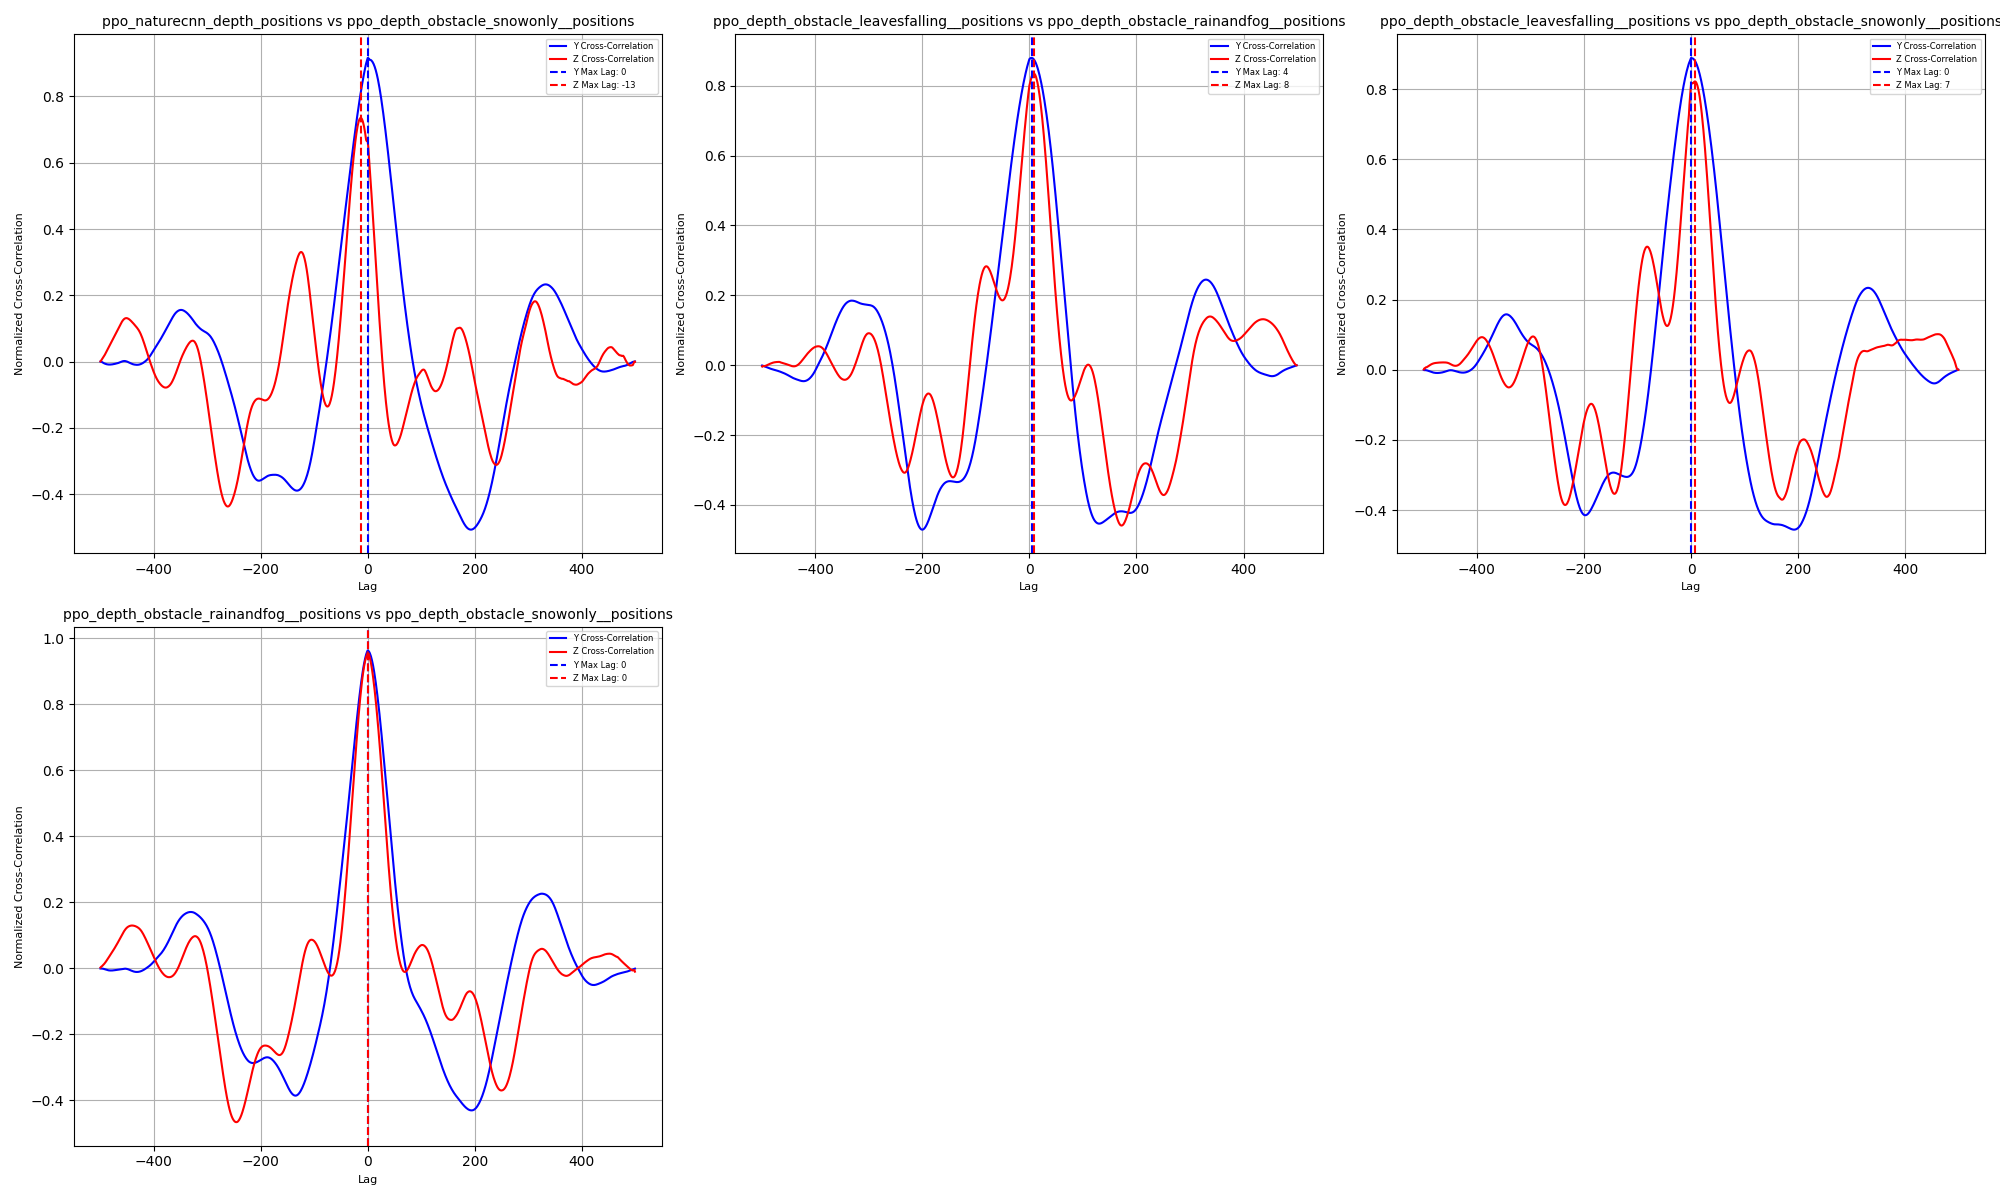 ppo_naturecnn_depth_positions vs ppo_depth_obstacle_snowonly__positions
Normalized Cross-Correlation
0.8
0.6
0.4
0.2
0.0
−0.2
−0.4
−400
−200
0
200
400
Lag
Y Cross-Correlation
Z Cross-Correlation
Y Max Lag: 0
Z Max Lag: -13
ppo_depth_obstacle_leavesfalling__positions vs ppo_depth_obstacle_rainandfog__positions
Normalized Cross-Correlation
0.8
0.6
0.4
0.2
0.0
−0.2
−0.4
−400
−200
0
200
400
Lag
Y Cross-Correlation
Z Cross-Correlation
Y Max Lag: 4
Z Max Lag: 8
ppo_depth_obstacle_leavesfalling__positions vs ppo_depth_obstacle_snowonly__positions
Normalized Cross-Correlation
0.8
0.6
0.4
0.2
0.0
−0.2
−0.4
−400
−200
0
200
400
Lag
Y Cross-Correlation
Z Cross-Correlation
Y Max Lag: 0
Z Max Lag: 7
ppo_depth_obstacle_rainandfog__positions vs ppo_depth_obstacle_snowonly__positions
Normalized Cross-Correlation
1.0
0.8
0.6
0.4
0.2
0.0
−0.2
−0.4
−400
−200
0
200
400
Lag
Y Cross-Correlation
Z Cross-Correlation
Y Max Lag: 0
Z Max Lag: 0